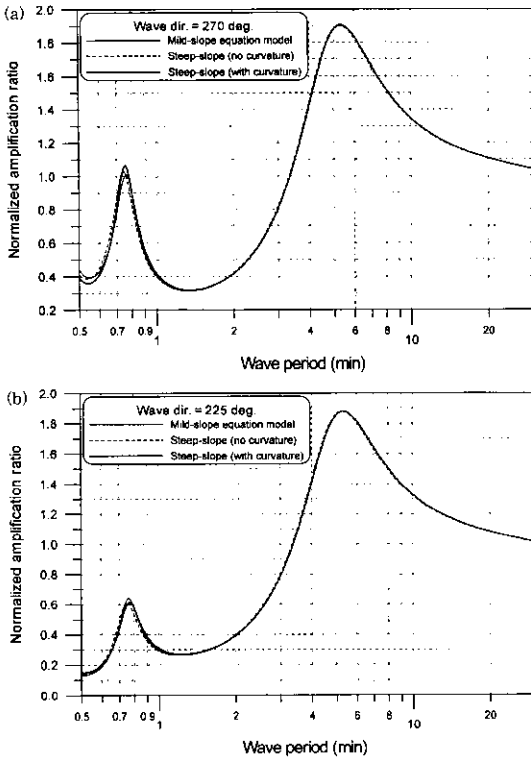 (a)
Wave dir. = 270 deg.
Mild-slope equation model
Steep-slope (no curvature)
Steep-slope (with curvature)
Normalized amplification ratio
2.0
1.8
1.6
1.4
1.2
1.0
0.8
0.6
0.4
0.2
0.5 0.7 0.9 1 2 4 6 8 10 20
Wave period (min)
(b)
Wave dir. = 225 deg.
Mild-slope equation model
Steep-slope (no curvature)
Steep-slope (with curvature)
Normalized amplification ratio
2.0
1.8
1.6
1.4
1.2
1.0
0.8
0.6
0.4
0.2
0.0
0.5 0.7 0.9 1 2 4 6 8 10 20
Wave period (min)